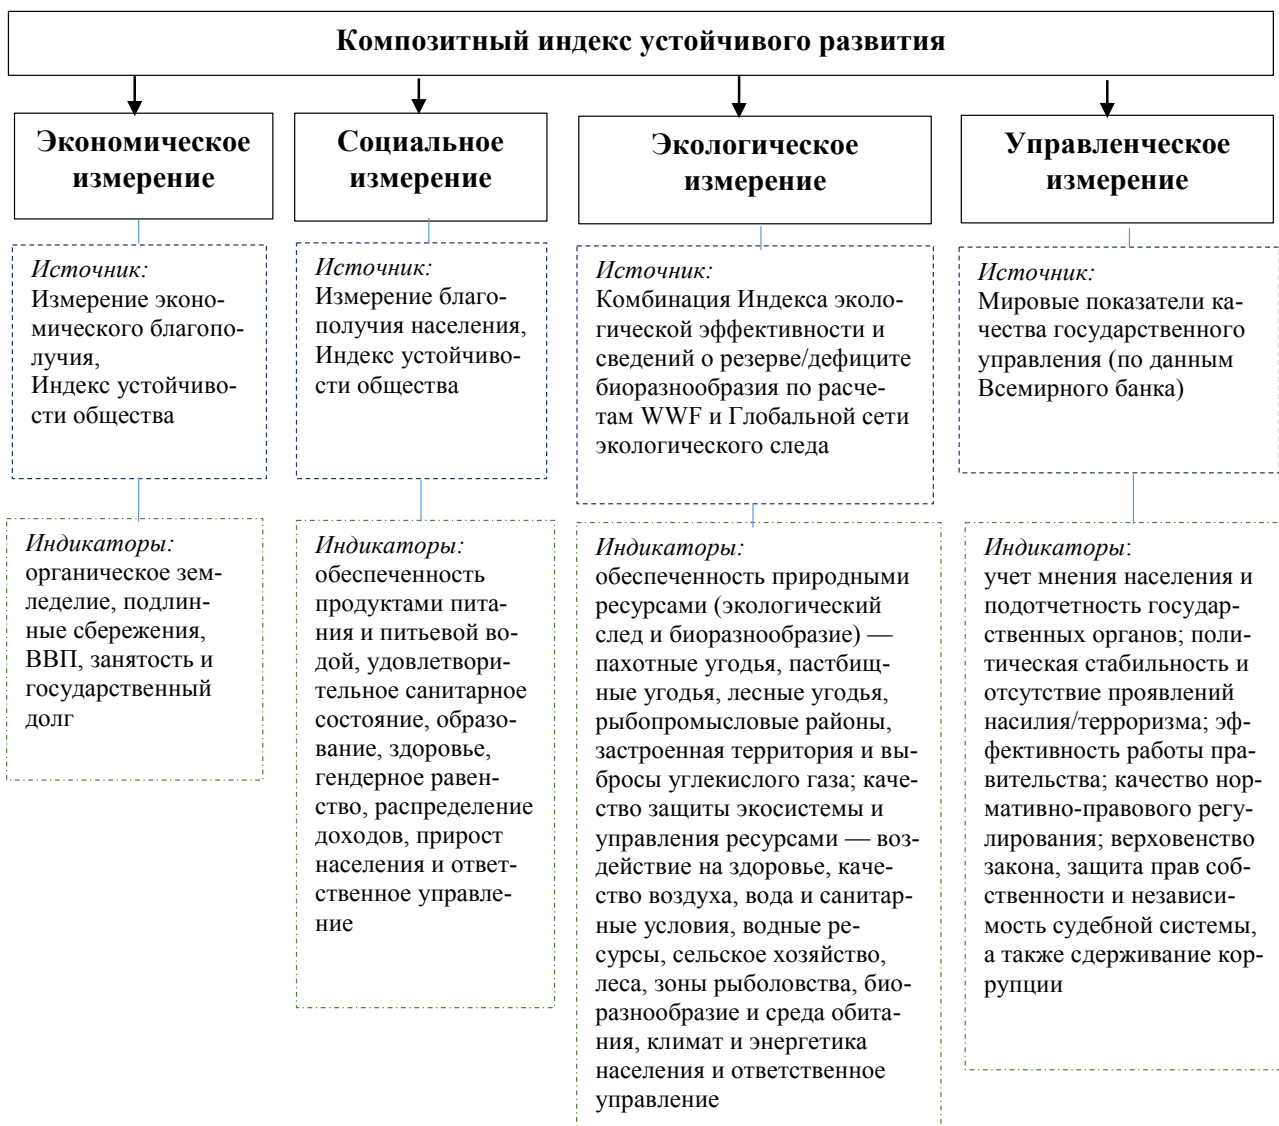 Композитный индекс устойчивого развития
Экономическое
измерение
Социальное
измерение
Экологическое
измерение
Управленческое
измерение
Источник:
Измерение эконо-
мического благопо-
лучия,
Индекс устойчиво-
сти общества
Источник:
Измерение благо-
получия населения,
Индекс устойчиво-
сти общества
Источник:
Комбинация Индекса эколо-
гической эффективности и
сведений о резерве/дефиците
биоразнообразия по расче-
там WWF и Глобальной сети
экологического следа
Источник:
Мировые показатели ка-
чества государственного
управления (по данным
Всемирного банка)
Индикаторы:
органическое зем-
леделие, подлин-
ные сбережения,
ВВП, занятость и
государственный
долг
Индикаторы:
обеспеченность
продуктами пита-
ния и питьевой во-
дой, удовлетвори-
тельное санитарное
состояние, образо-
вание, здоровье,
гендерное равен-
ство, распределение
доходов, прирост
населения и ответ-
ственное управле-
ние
Индикаторы:
обеспеченность природными
ресурсами (экологический
след и биоразнообразие) —
пахотные угодья, пастбищ-
ные угодья, лесные угодья,
рыбопромысловые районы,
застроенная территория и вы-
бросы углекислого газа; каче-
ство защиты экосистемы и
управления ресурсами — воз-
действие на здоровье, каче-
ство воздуха, вода и санитар-
ные условия, водные ре-
сурсы, сельское хозяйство,
леса, зоны рыболовства, био-
разнообразие и среда обита-
ния, климат и энергетика
населения и ответственное
управление
Индикаторы:
учет мнения населения и
подотчетность государ-
ственных органов; поли-
тическая стабильность и
отсутствие проявлений
насилия/терроризма; эф-
фективность работы пра-
вительства; качество нор-
мативно-правового регу-
лирования; верховенство
закона, защита прав соб-
ственности и независи-
мость судебной системы,
а также сдерживание кор-
рупции